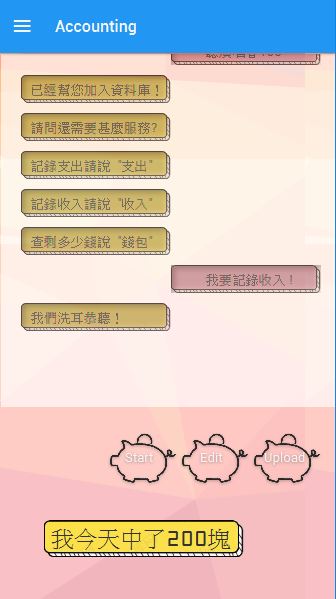 Accounting
已經幫您加入資料庫！
請問還需要甚麼服務?
記錄支出請說 "支出"
記錄收入請說 "收入"
查剩多少錢說 "錢包"
我要記錄收入！
我們洗耳恭聽！
Start
Edit
Upload
我今天中了200塊